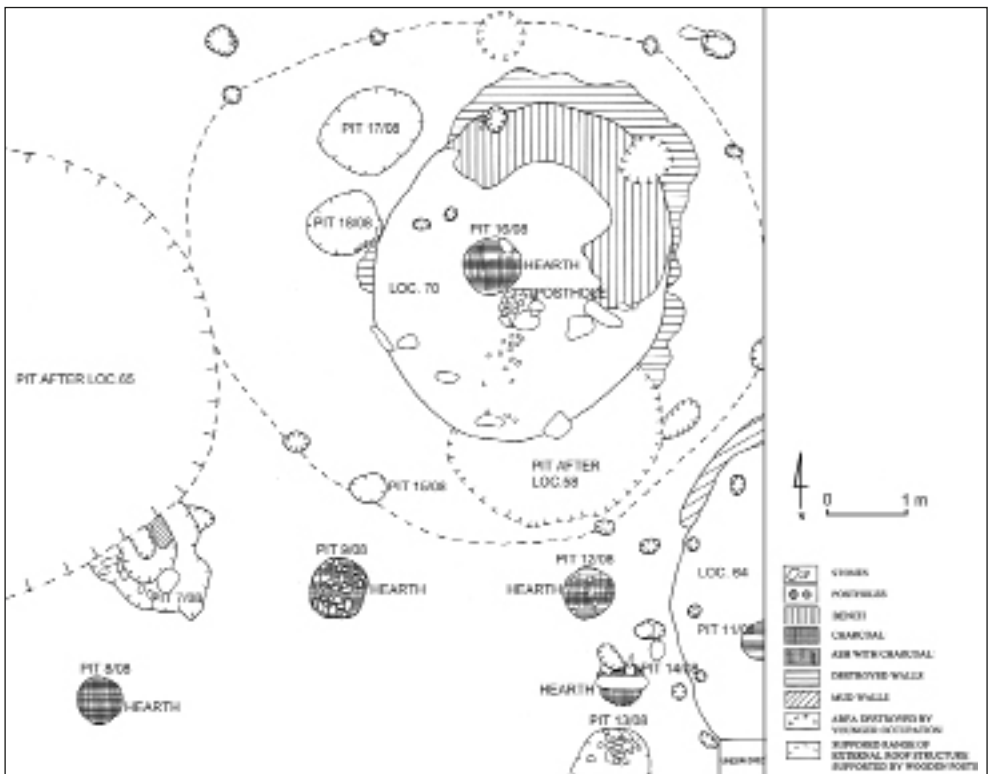 PIT 17/08
PIT 18/08
PIT 16/08
HEARTH
POSTHOLE
LOC. 70
PIT AFTER LOC.65
PIT AFTER
LOC.58
PIT 15/08
PIT 9/08
HEARTH
PIT 7/08
PIT 8/08
HEARTH
PIT 12/08
HEARTH
LOC. 64
PIT 11/08
PIT 14/08
HEARTH
PIT 13/08
0 1 m
STONES
POSTHOLES
BENCH
CHARCOAL
ASH WITH CHARCOAL
DESTROYED WALLS
MUD WALLS
AREA DESTROYED BY
YOUNGER OCCUPATION
SUPPOSED RANGE OF
EXTERNAL ROOF STRUCTURE
SUPPORTED BY WOODEN POSTS